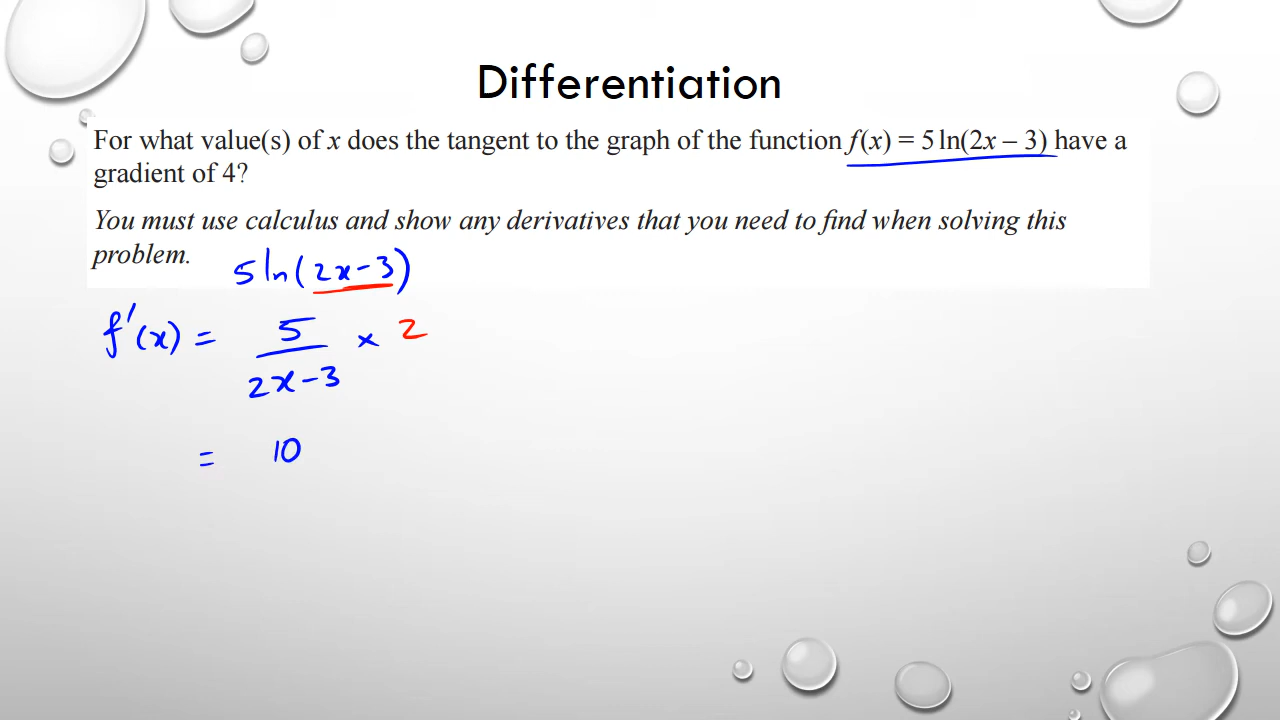 Differentiation
For what value(s) of x does the tangent to the graph of the function f(x) = 5 ln(2x – 3) have a
gradient of 4?
You must use calculus and show any derivatives that you need to find when solving this
problem.
5 ln(2x-3)
f'(x) = 5/(2x-3) × 2
= 10